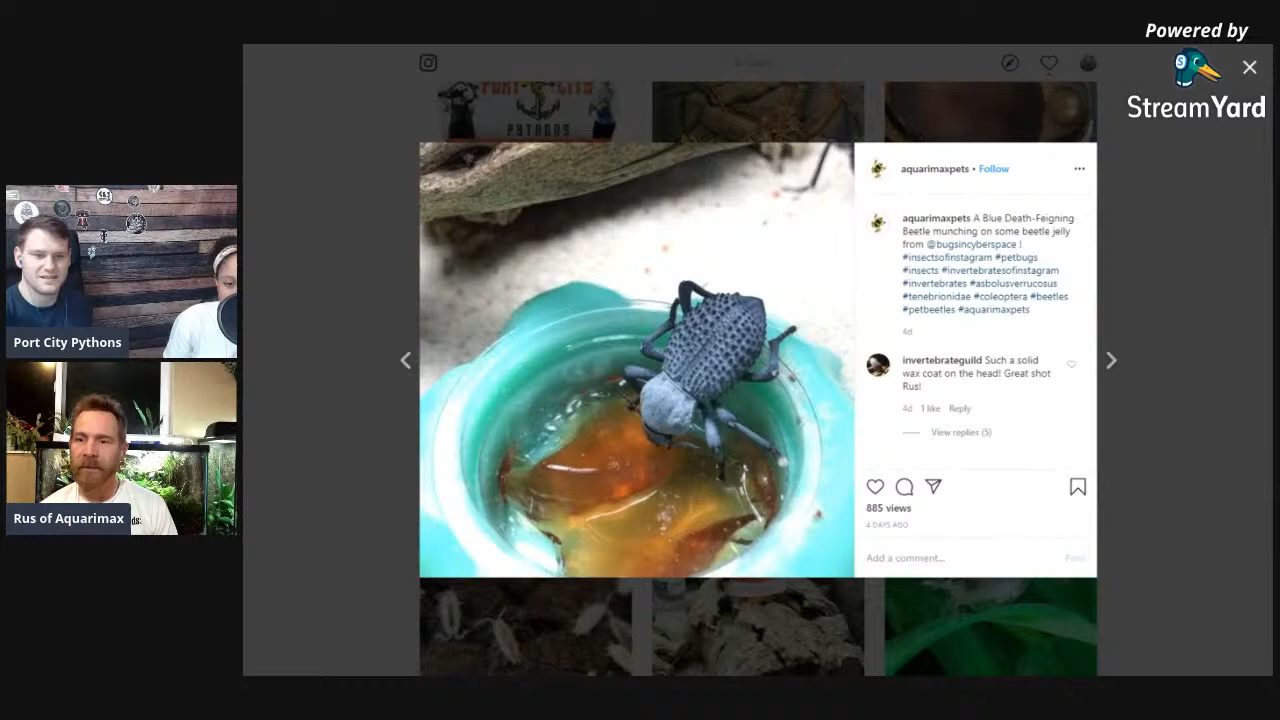 Powered by
StreamYard
PYTHONS
aquarimaxpets • Follow
aquarimaxpets A Blue Death-Feigning
Beetle munching on some beetle jelly
from @bugsincyberspace !
#insectsofinstagram #petbugs
#insects #invertebratesofinstagram
#invertebrates #asbolusverrucosus
#tenebrionidae #coleoptera #beetles
#petbeetles #aquarimaxpets
4d
invertebrateguild Such a solid
wax coat on the head! Great shot
Rus!
4d 1 like Reply
View replies (5)
885 views
4 DAYS AGO
Add a comment... Post
Port City Pythons
Rus of Aquarimax